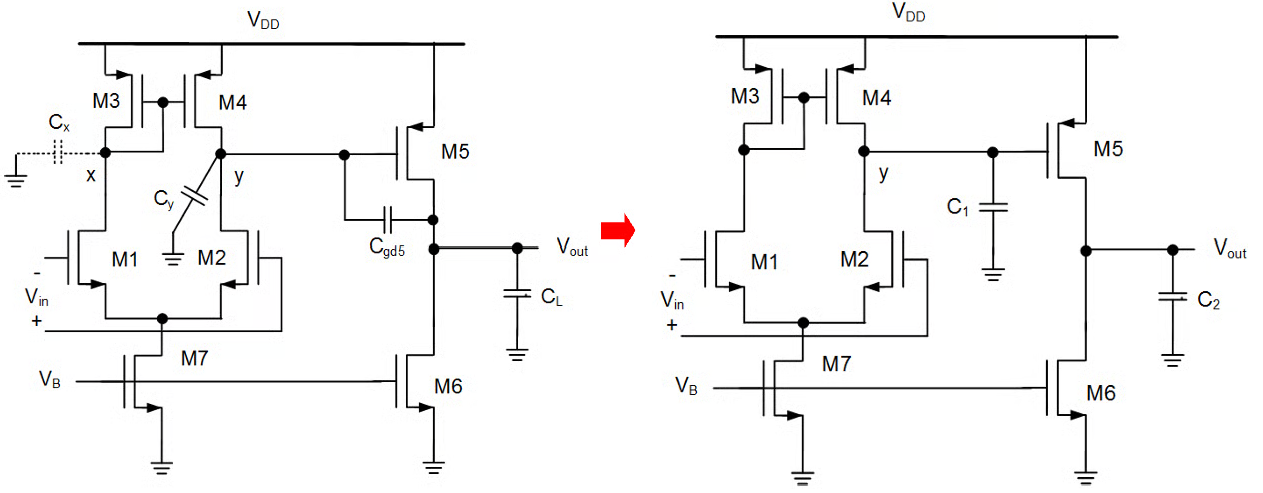 VDD
M3
M4
Cx
x
Cy
y
M5
Cgd5
Vout
CL
M1
M2
-
Vin
+
M7
VB
M6
VDD
M3
M4
y
M5
C1
Vout
C2
M1
M2
-
Vin
+
M7
VB
M6